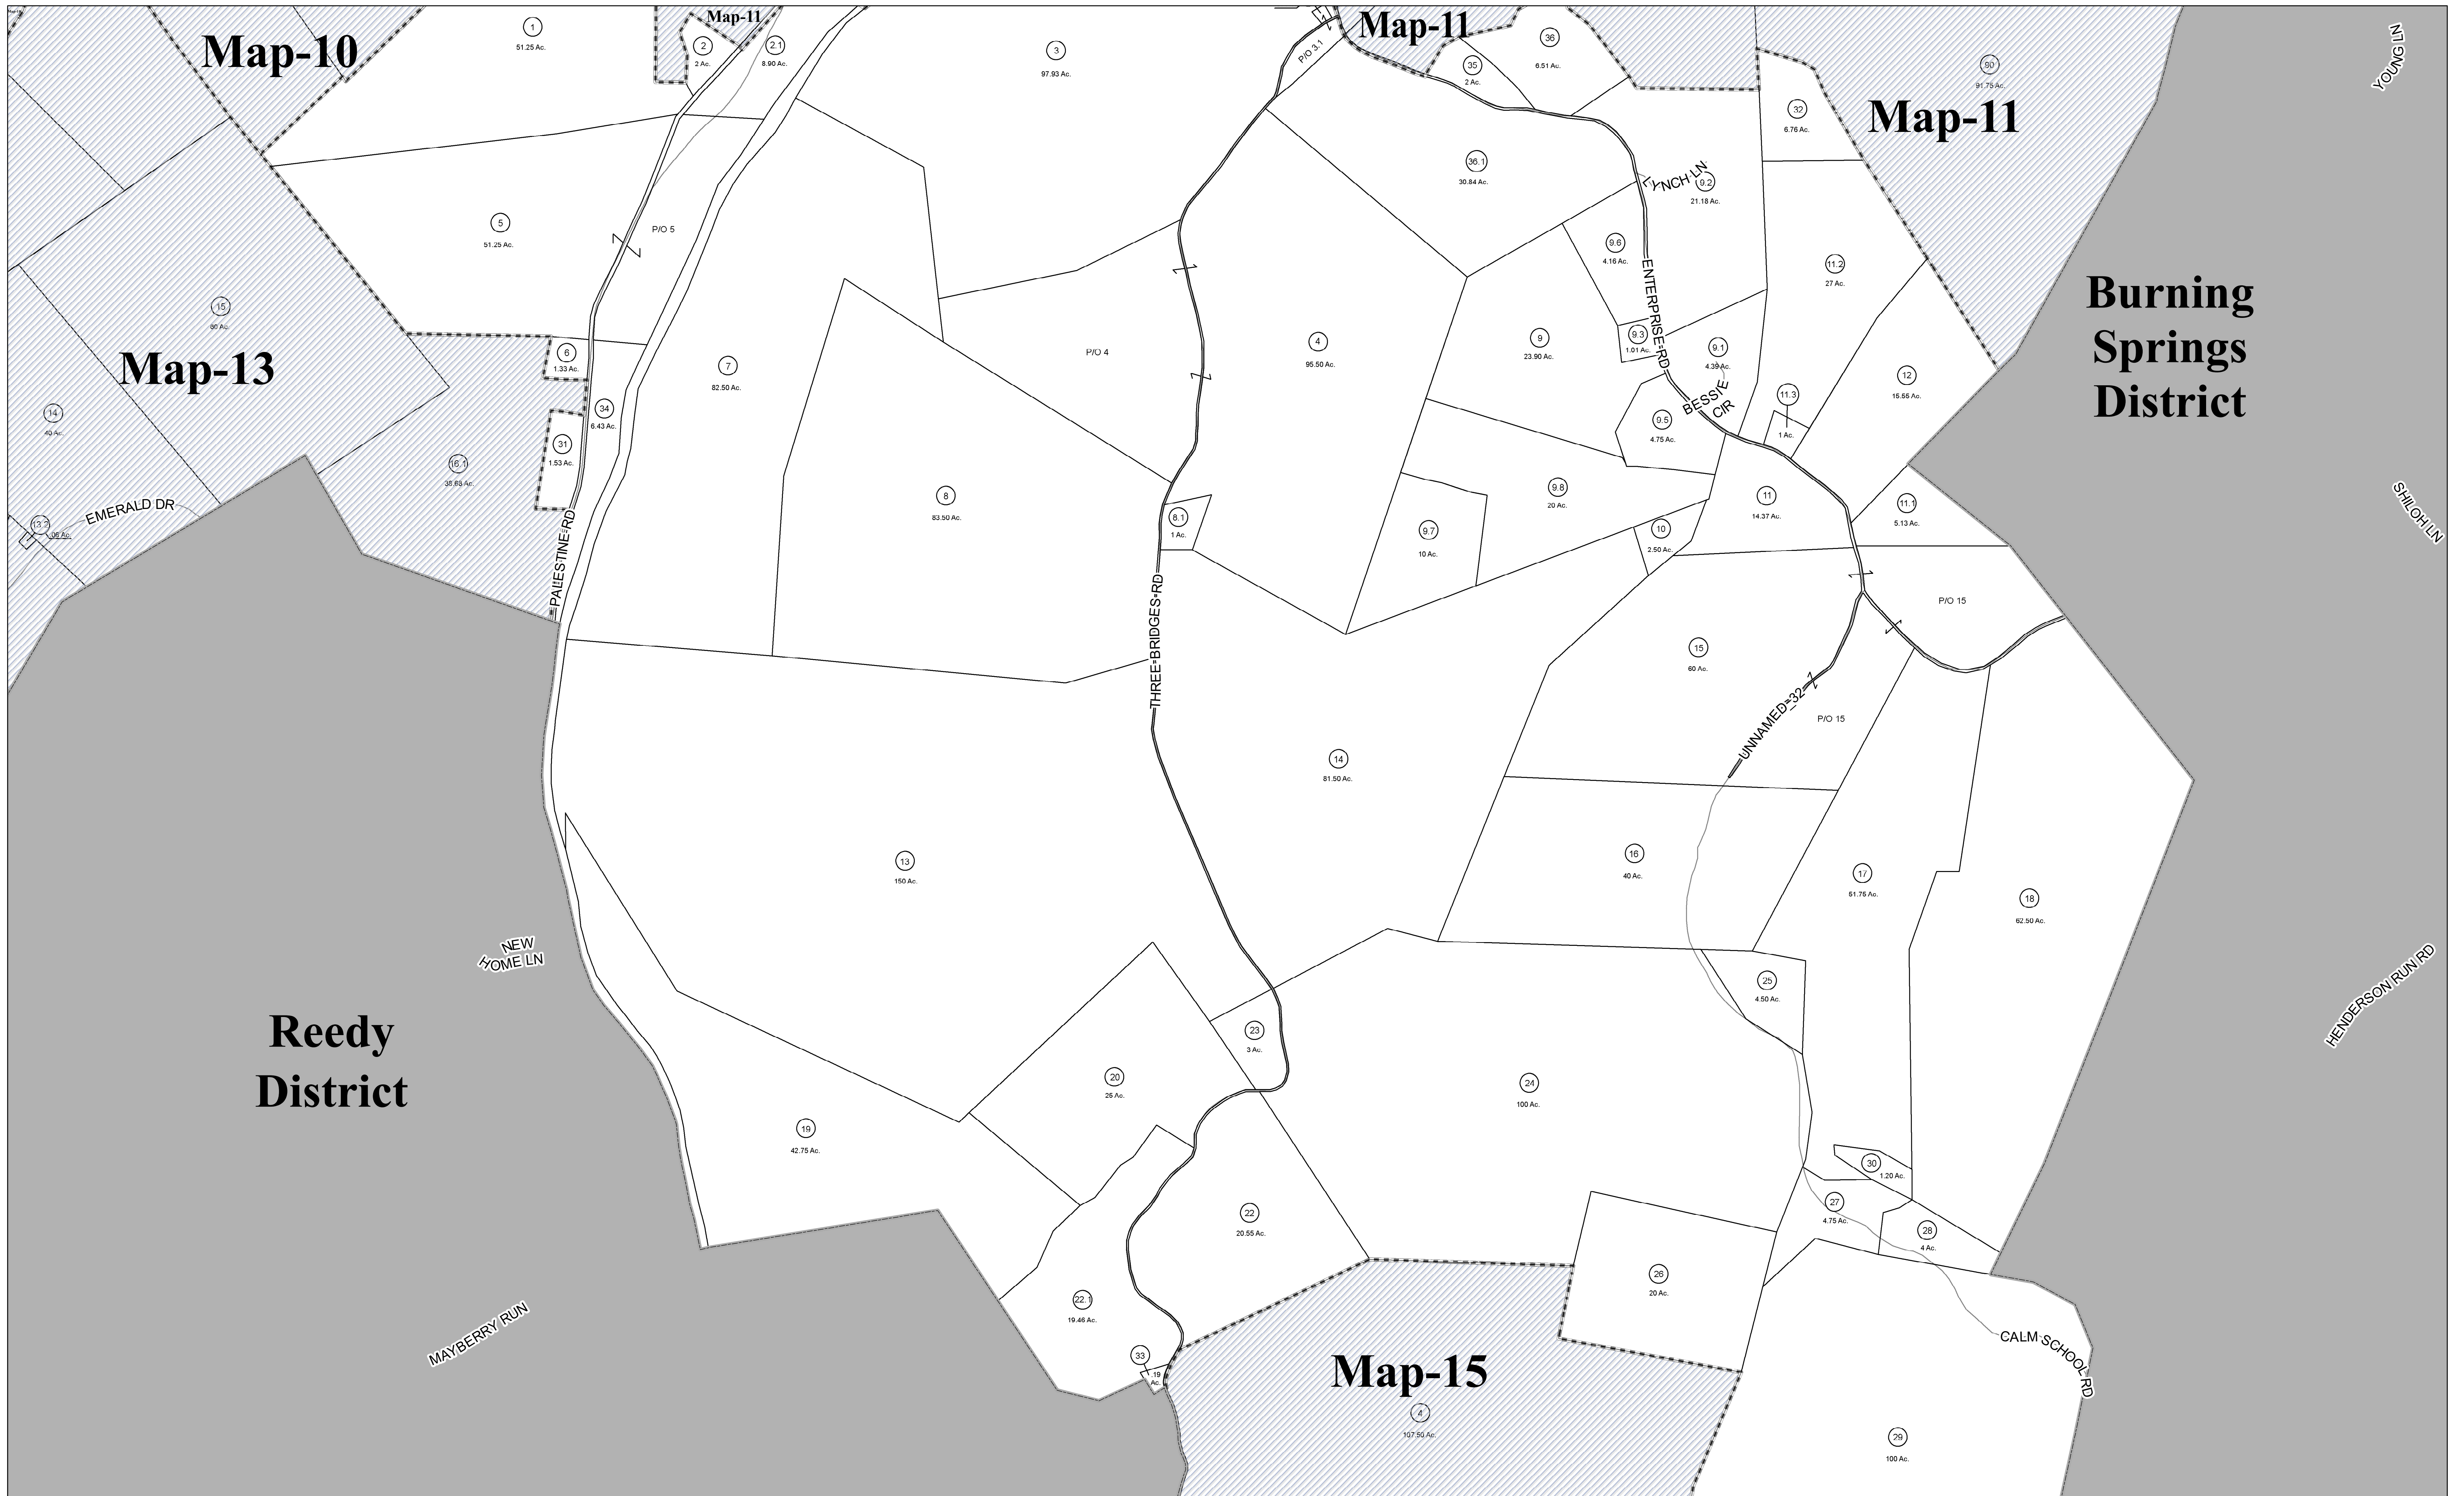 Map-11
Map-11
Map-10
1
51.25 Ac.
2
2 Ac.
2.1
8.90 Ac.
3
97.93 Ac.
P/O 3.1
35
2 Ac.
36
6.51 Ac.
90
91.75 Ac.
Map-11
32
6.76 Ac.
YOUNG LN
36.1
30.84 Ac.
LYNCH LN
9.2
21.18 Ac.
5
51.25 Ac.
P/O 5
9.6
4.16 Ac.
ENTERPRISE RD
11.2
27 Ac.
Burning
Springs
District
15
60 Ac.
Map-13
14
40 Ac.
6
1.33 Ac.
34
6.43 Ac.
31
1.53 Ac.
7
82.50 Ac.
P/O 4
4
95.50 Ac.
9
23.90 Ac.
9.3
1.01 Ac.
9.1
4.39 Ac.
BESSIE
CIR
11.3
1 Ac.
12
15.55 Ac.
9.5
4.75 Ac.
16.1
EMERALD DR
13.2
.06 Ac.
PALESTINE RD
8
83.50 Ac.
8.1
1 Ac.
9.7
10 Ac.
9.8
20 Ac.
10
2.50 Ac.
11
14.37 Ac.
11.1
5.13 Ac.
SHILOH LN
THREE BRIDGES RD
P/O 15
15
60 Ac.
P/O 15
UNNAMED_32
14
81.50 Ac.
13
150 Ac.
16
40 Ac.
17
51.75 Ac.
18
62.50 Ac.
NEW
HOME LN
HENDERSON RUN RD
25
4.50 Ac.
Reedy
District
23
3 Ac.
20
25 Ac.
24
100 Ac.
19
42.75 Ac.
30
1.20 Ac.
27
4.75 Ac.
28
4 Ac.
22
20.55 Ac.
26
20 Ac.
22.1
19.46 Ac.
MAYBERRY RUN
33
.19
Ac.
Map-15
4
107.50 Ac.
CALM SCHOOL RD
29
100 Ac.